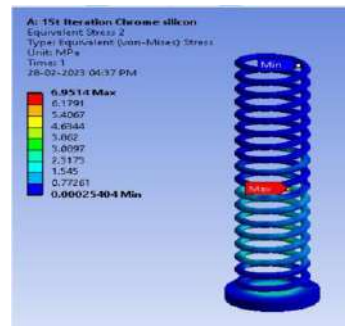 A: 1St Iteration Chrome silicon
Equivalent Stress 2
Type: Equivalent (von-Mises) Stress
Unit: MPa
Time: 1
28-02-2023 04:37 PM
6.9514 Max
6.1791
5.4067
4.6344
3.862
3.0897
2.3173
1.545
0.77261
0.00025404 Min
Min
Max